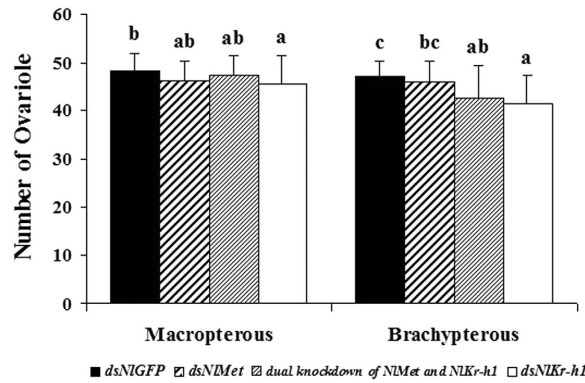 60
50
40
30
20
10
0
Number of Ovariole
b ab ab a c bc ab a
Macropterous Brachypterous
dsNlGFP dsNlMet dual knockdown of NlMet and NlKr-h1 dsNlKr-h1